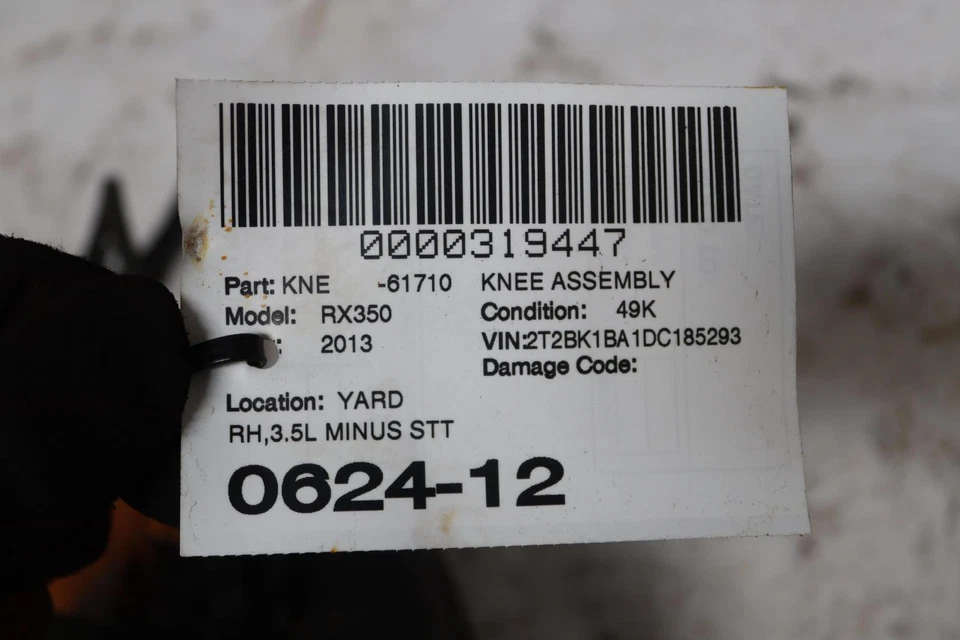 0000319447
Part: KNE -61710 KNEE ASSEMBLY
Model: RX350 Condition: 49K
: 2013 VIN:2T2BK1BA1DC185293
Damage Code:
Location: YARD
RH,3.5L MINUS STT
0624-12